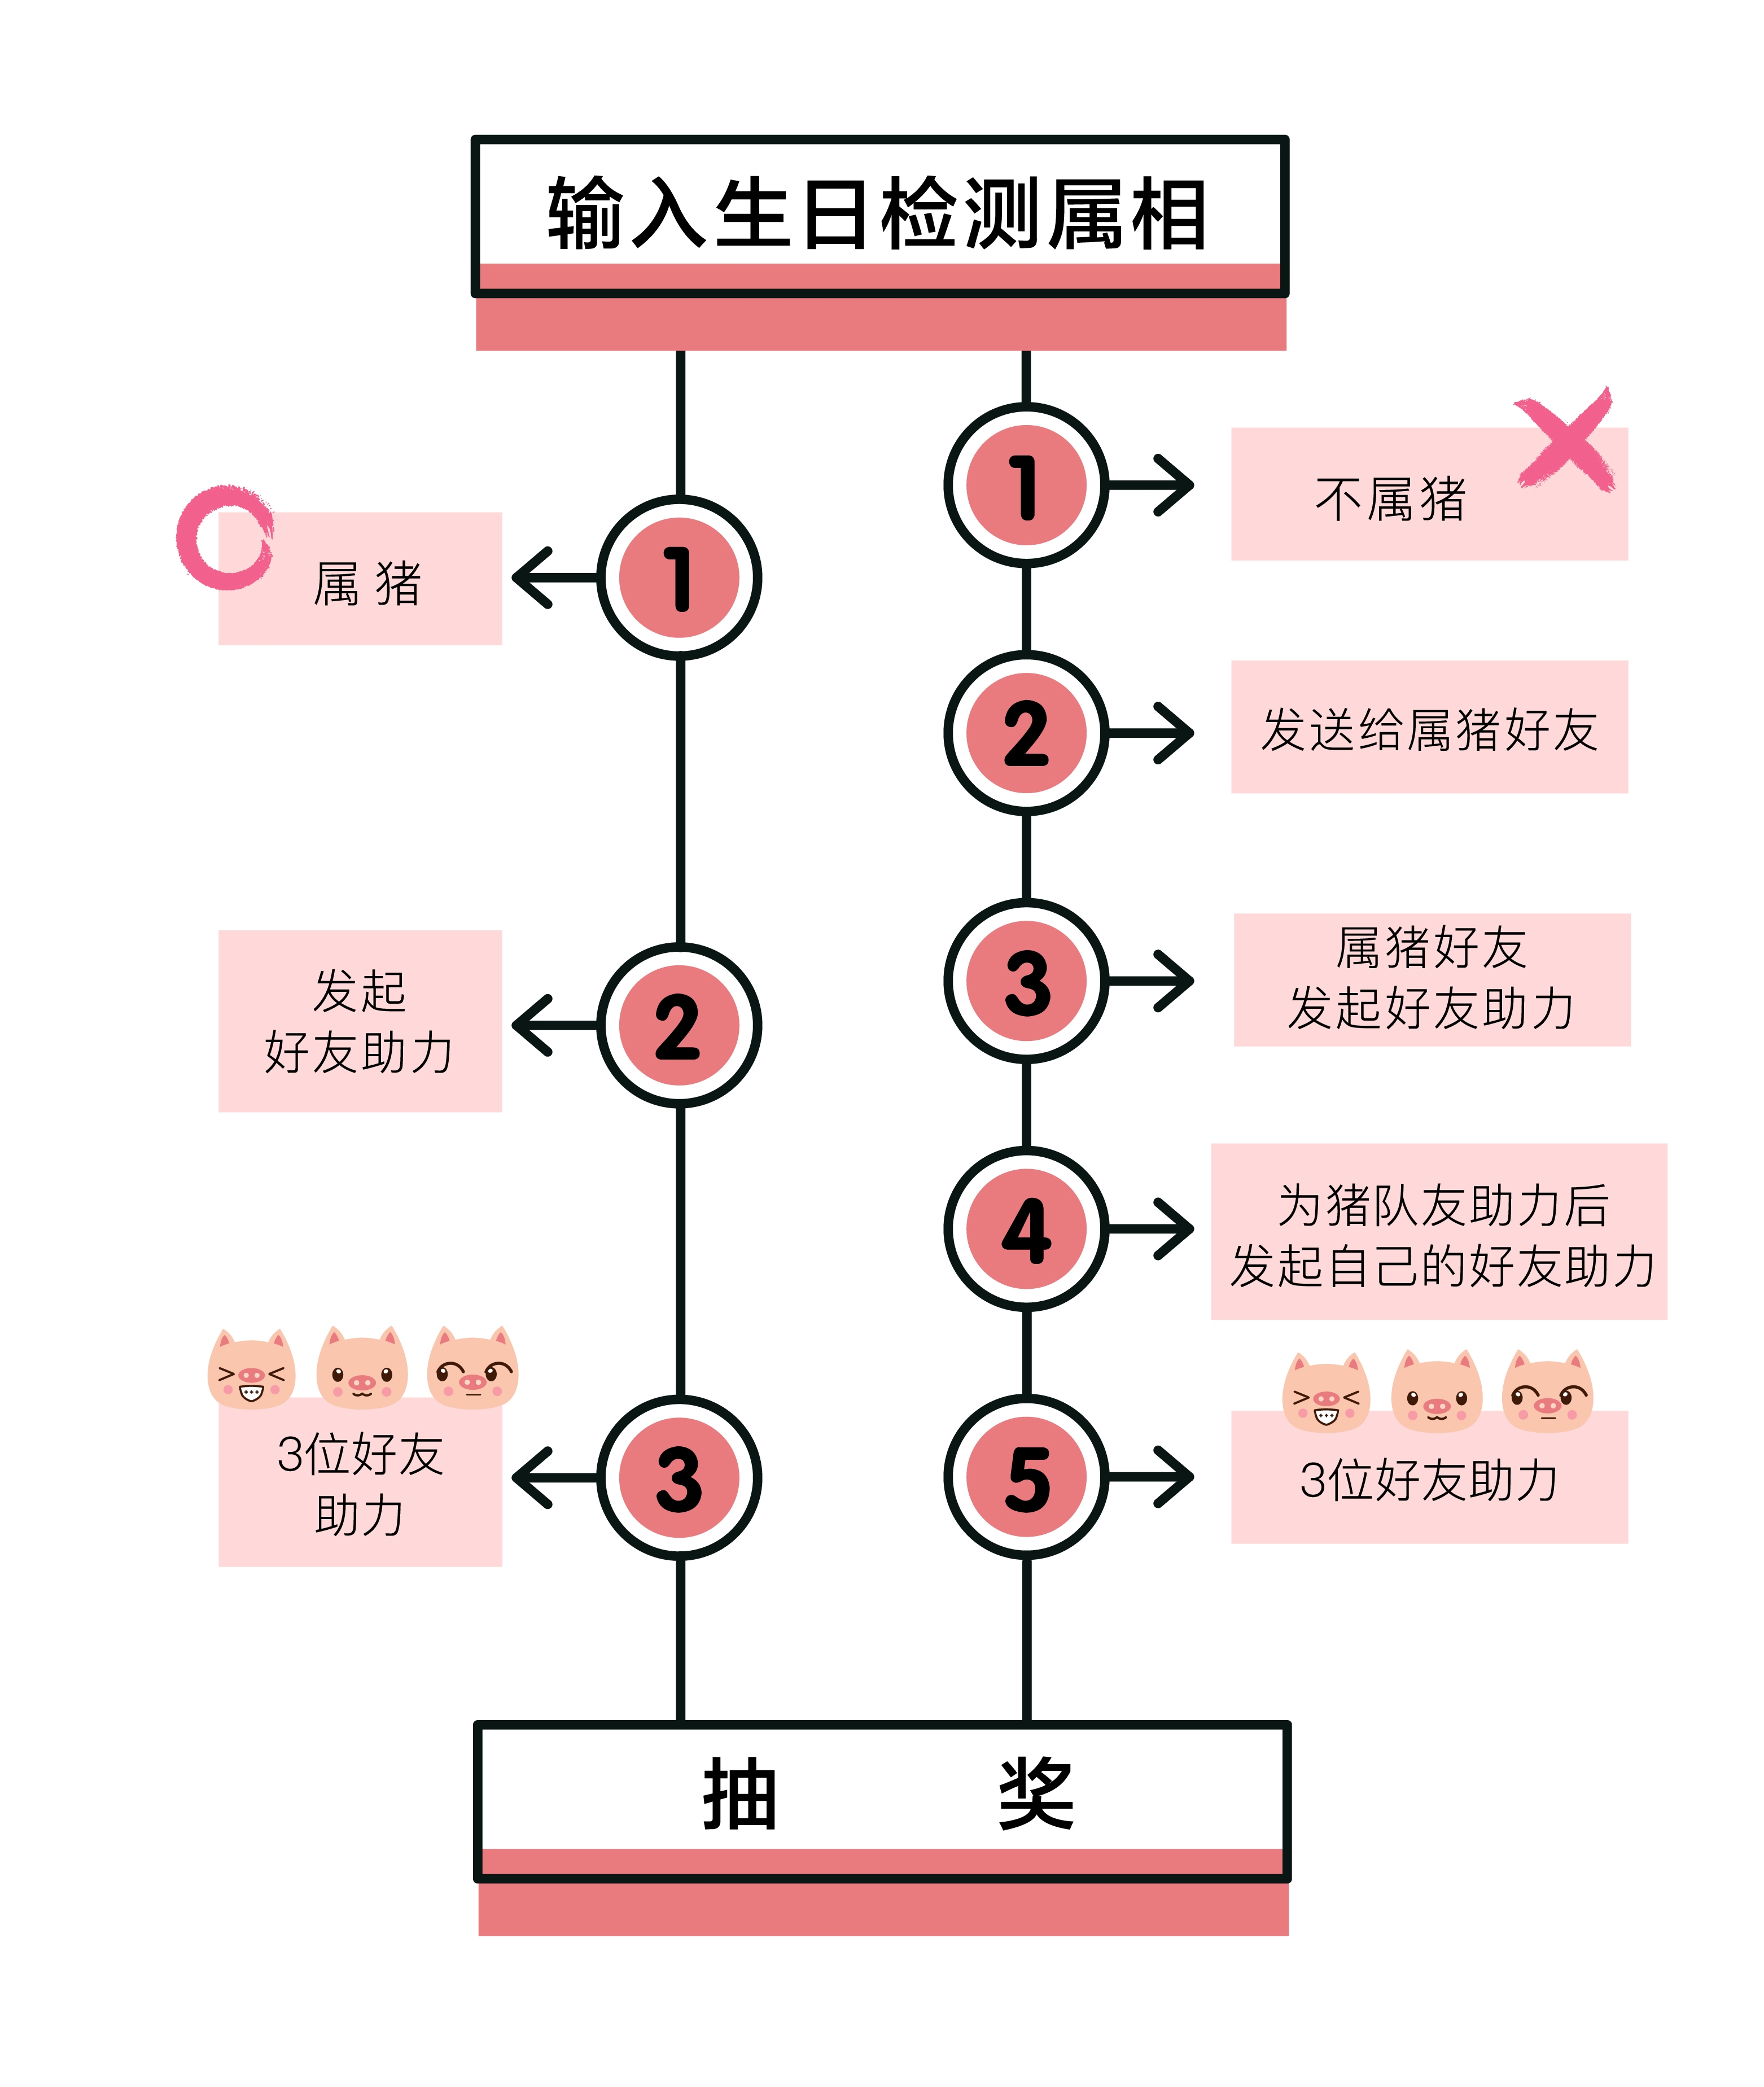 输入生日检测属相
1
属 猪
2
发起
好友助力
3
3位好友
助力
1
不属猪
2
发送给属猪好友
3
属猪好友
发起好友助力
4
为猪队友助力后
发起自己的好友助力
5
3位好友助力
抽 奖